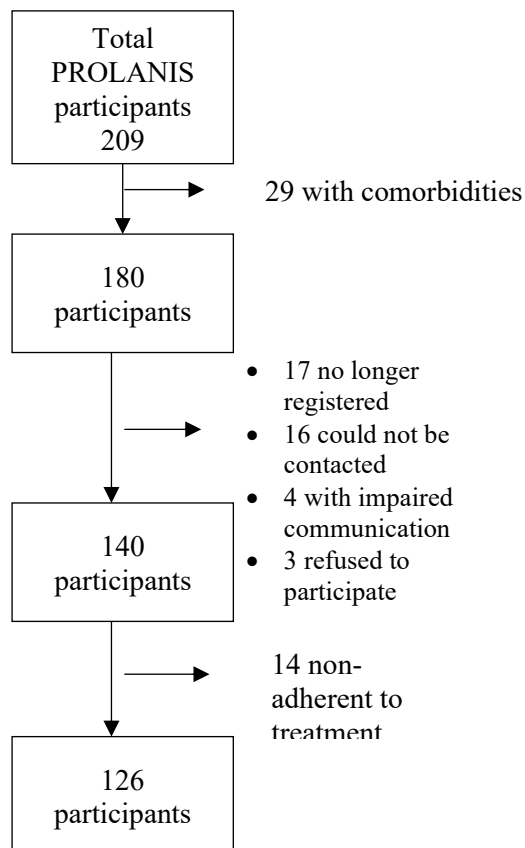 Total
PROLANIS
participants
209
29 with comorbidities
180
participants
• 17 no longer
registered
• 16 could not be
contacted
• 4 with impaired
communication
• 3 refused to
participate
140
participants
14 non-
adherent to
treatment
126
participants